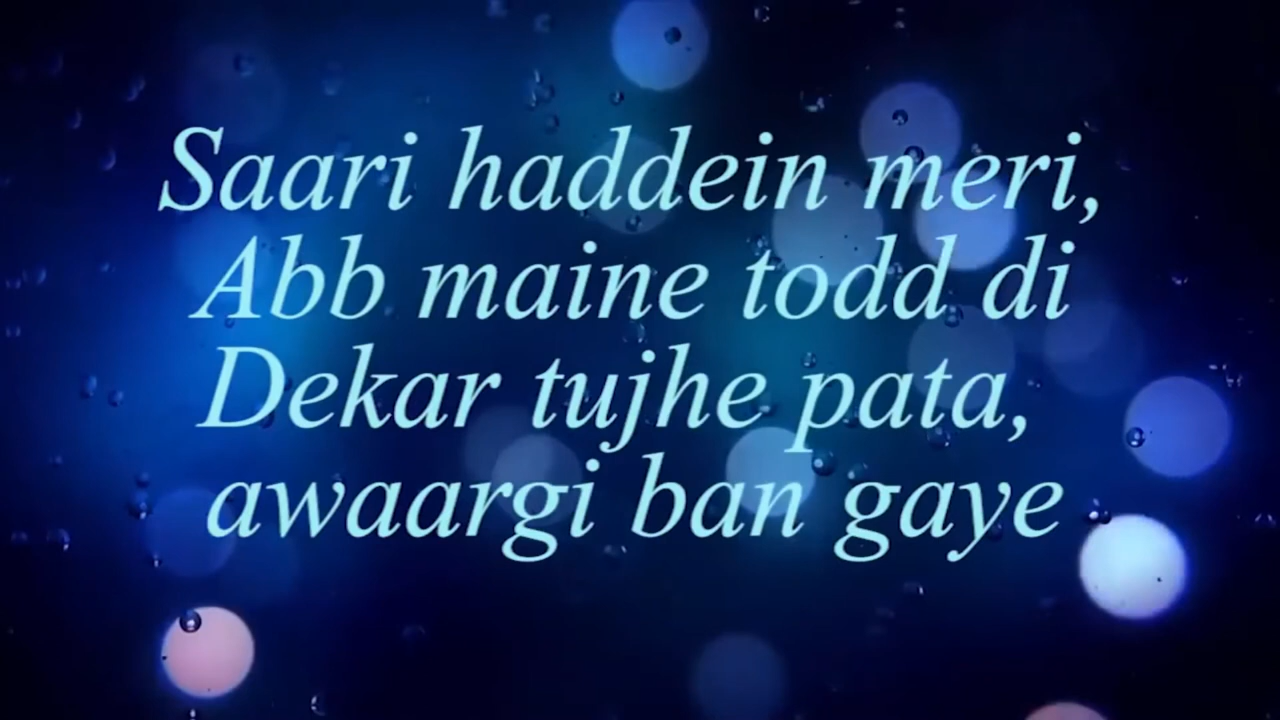 Saari haddein meri,
Abb maine todd di
Dekar tujhe pata,
awaargi ban gaye